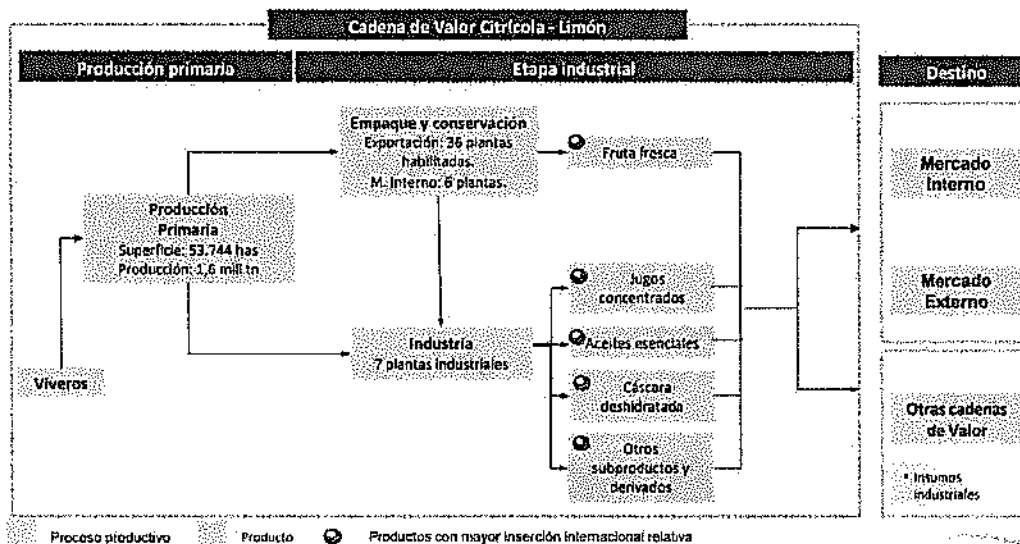 Cadena de Valor Citrícola - Limón
Producción primaria
Etapa industrial
Destino
Empaque y conservación
Exportación: 36 plantas
habilitadas.
M. Interno: 6 plantas.
Fruta fresca
Mercado
Interno
Producción
Primaria
Superficie: 53.744 has
Producción: 1,6 mill tn
Jugos
concentrados
Mercado
Externo
Industria
7 plantas industriales
Aceites esenciales
Viveros
Cáscara
deshidratada
Otras cadenas
de Valor
Otros
subproductos y
derivados
• Insumos
industriales
Proceso productivo
Producto
Productos con mayor inserción internacional relativa